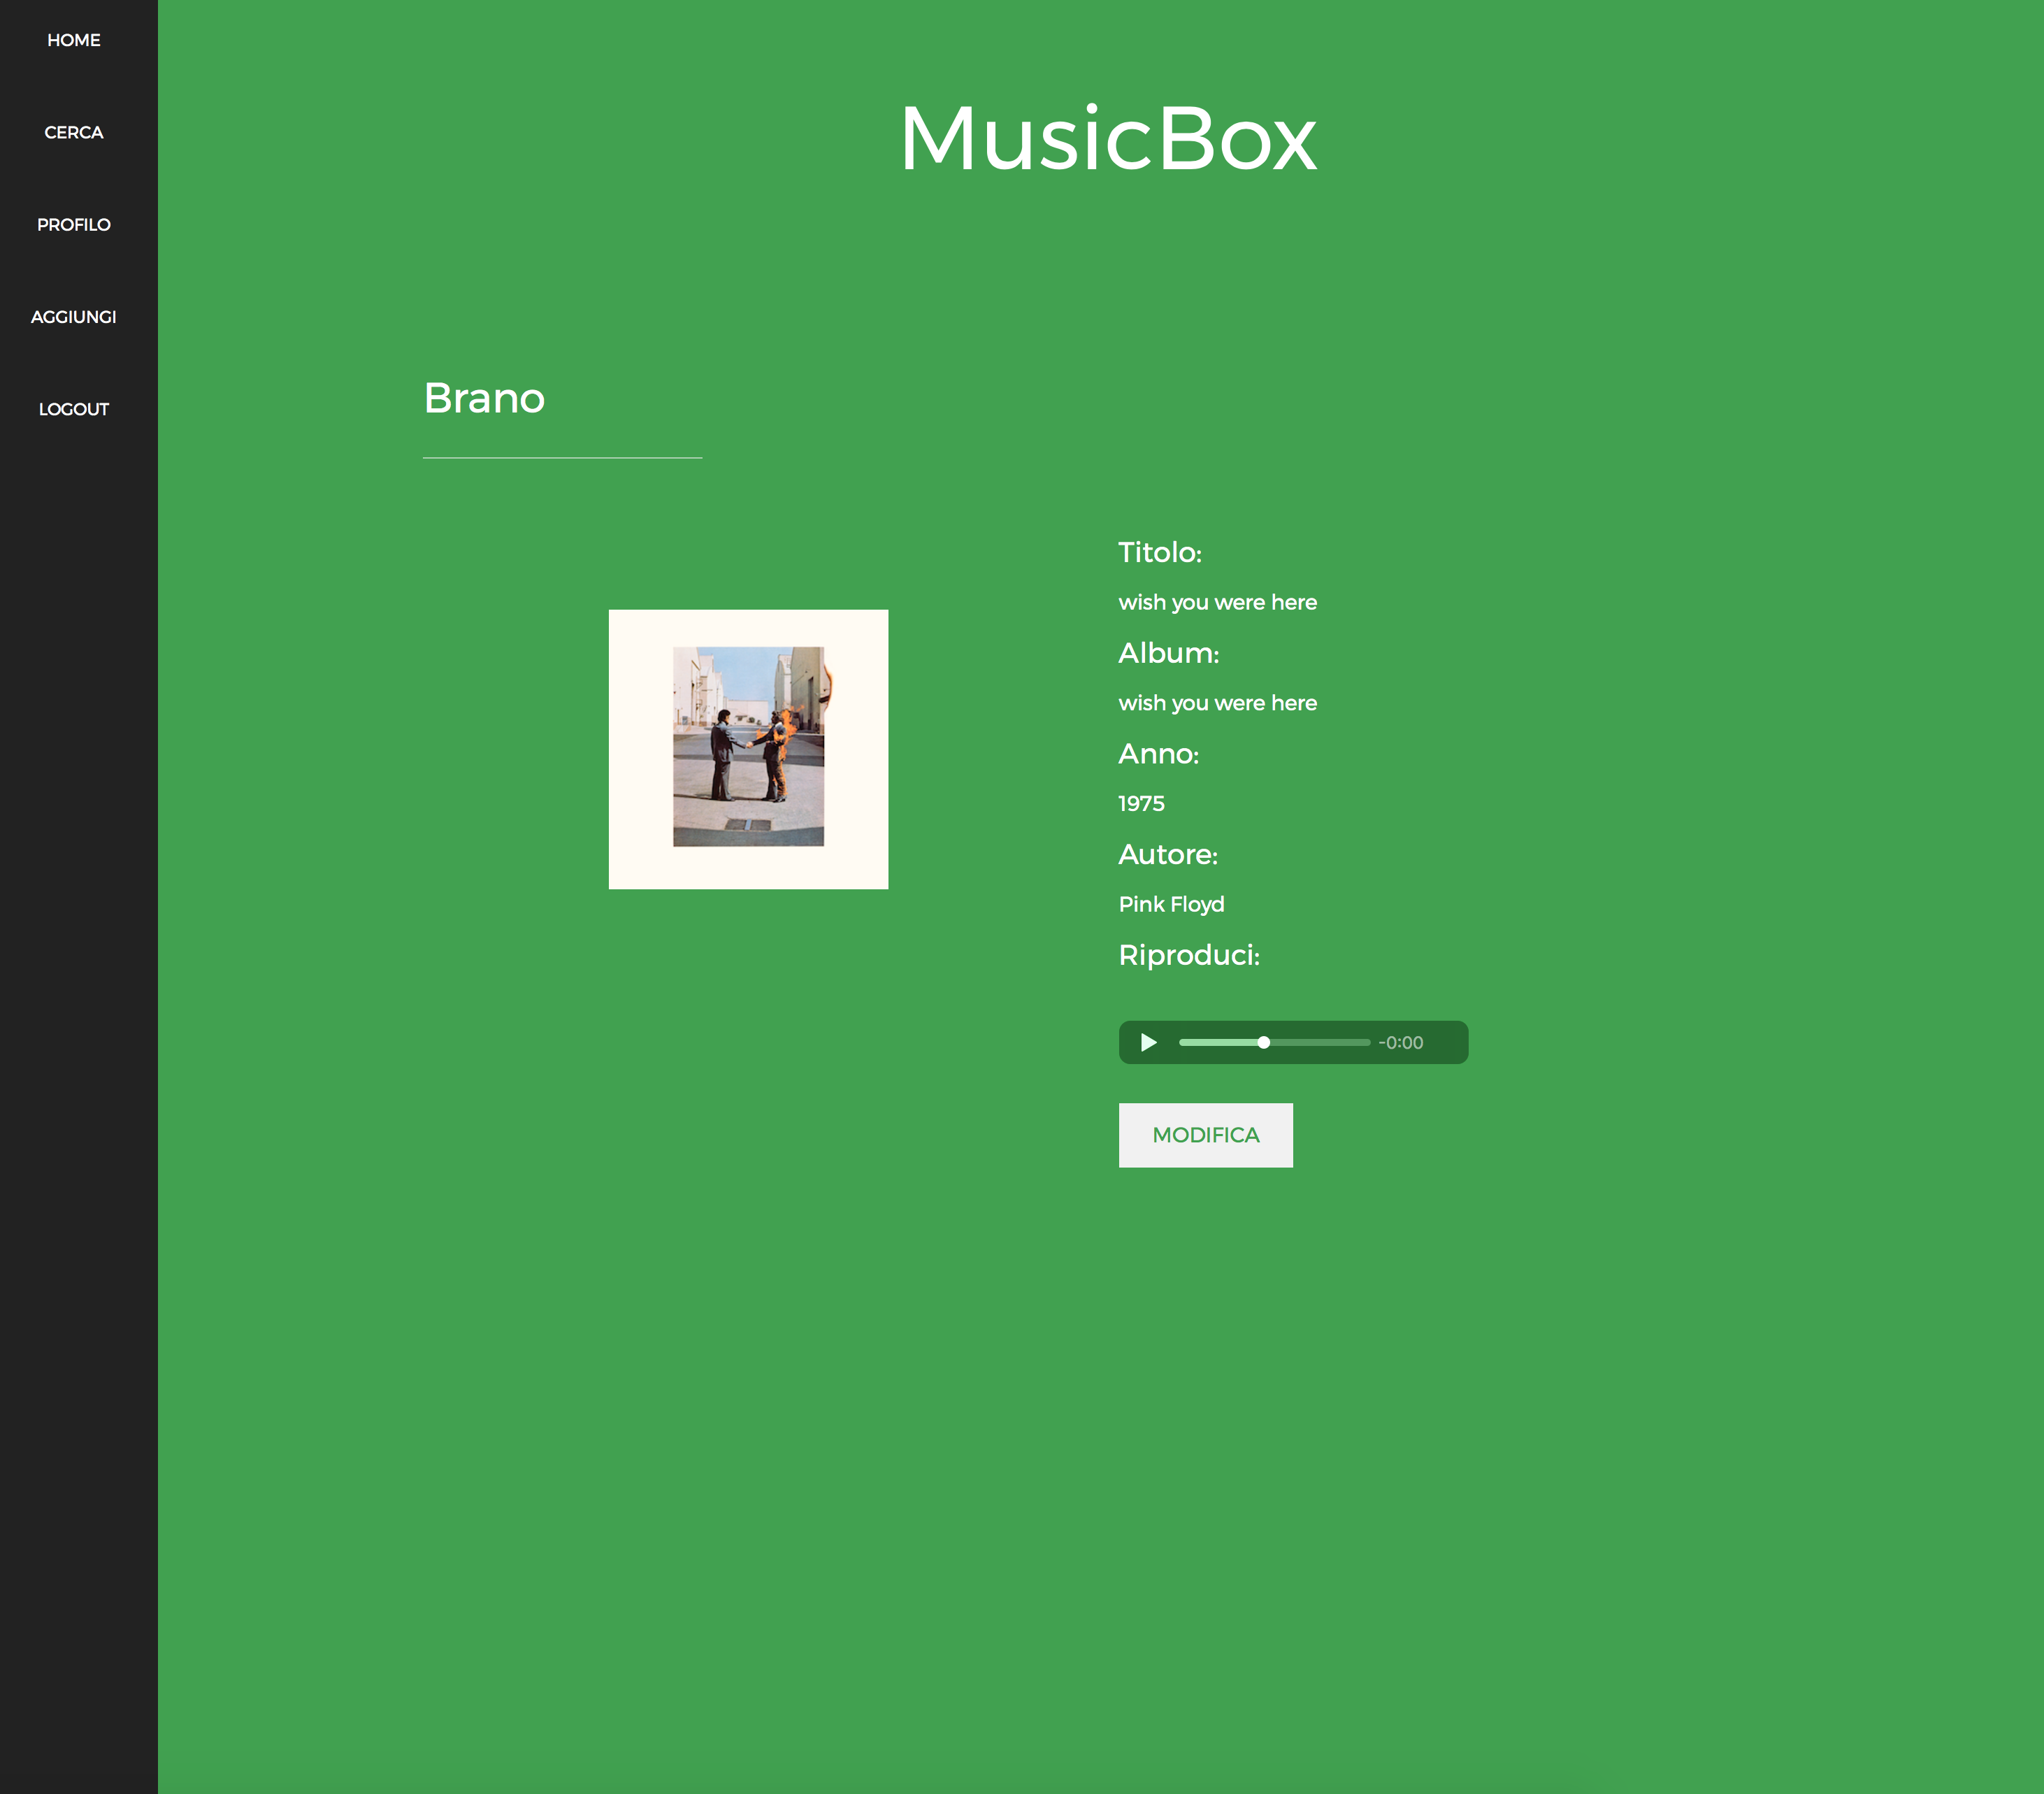 HOME
CERCA
PROFILO
AGGIUNGI
LOGOUT
MusicBox
Brano
Titolo:
wish you were here
Album:
wish you were here
Anno:
1975
Autore:
Pink Floyd
Riproduci:
-0:00
MODIFICA